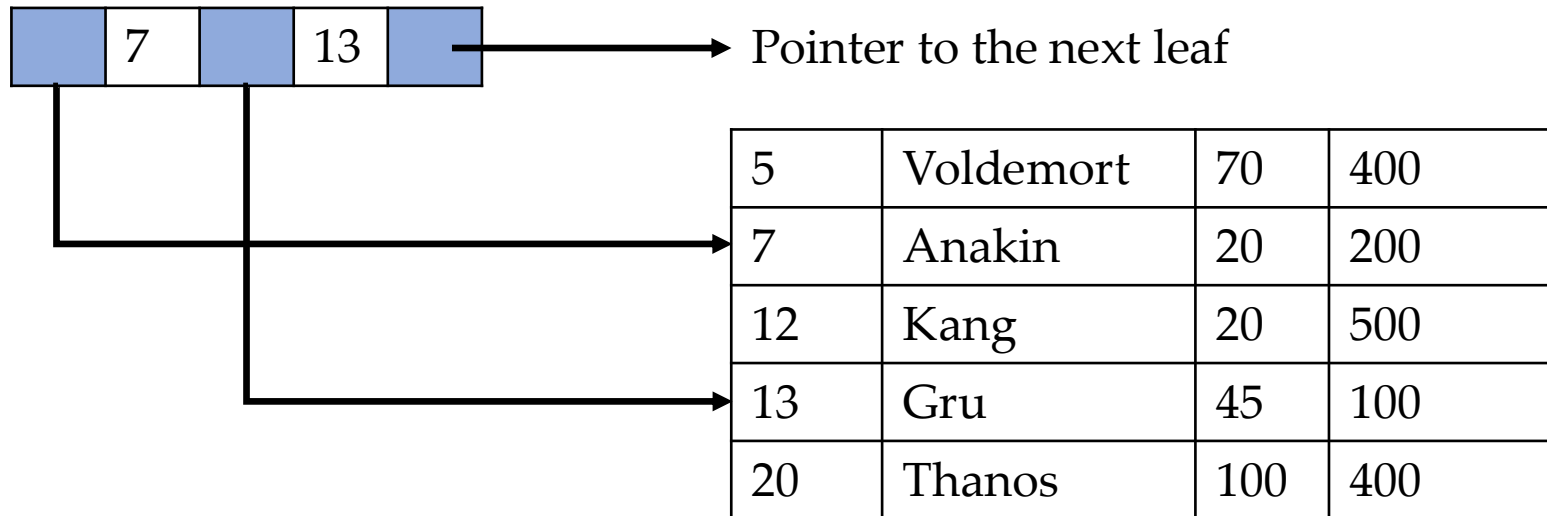 7 13 Pointer to the next leaf
5 Voldemort 70 400
7 Anakin 20 200
12 Kang 20 500
13 Gru 45 100
20 Thanos 100 400